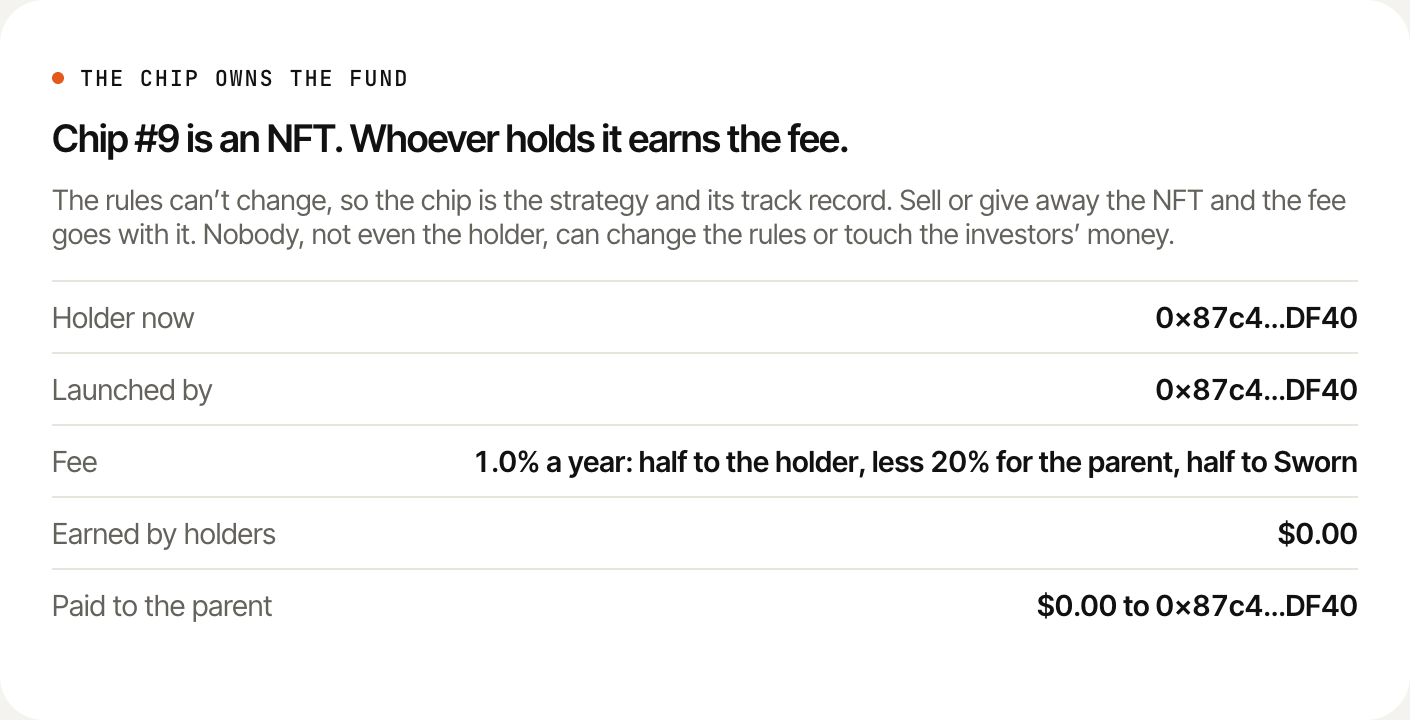 THE CHIP OWNS THE FUND
Chip #9 is an NFT. Whoever holds it earns the fee.
The rules can’t change, so the chip is the strategy and its track record. Sell or give away the NFT and the fee
goes with it. Nobody, not even the holder, can change the rules or touch the investors’ money.
Holder now 0×87c4...DF40
Launched by 0×87c4...DF40
Fee 1.0% a year: half to the holder, less 20% for the parent, half to Sworn
Earned by holders $0.00
Paid to the parent $0.00 to 0×87c4...DF40